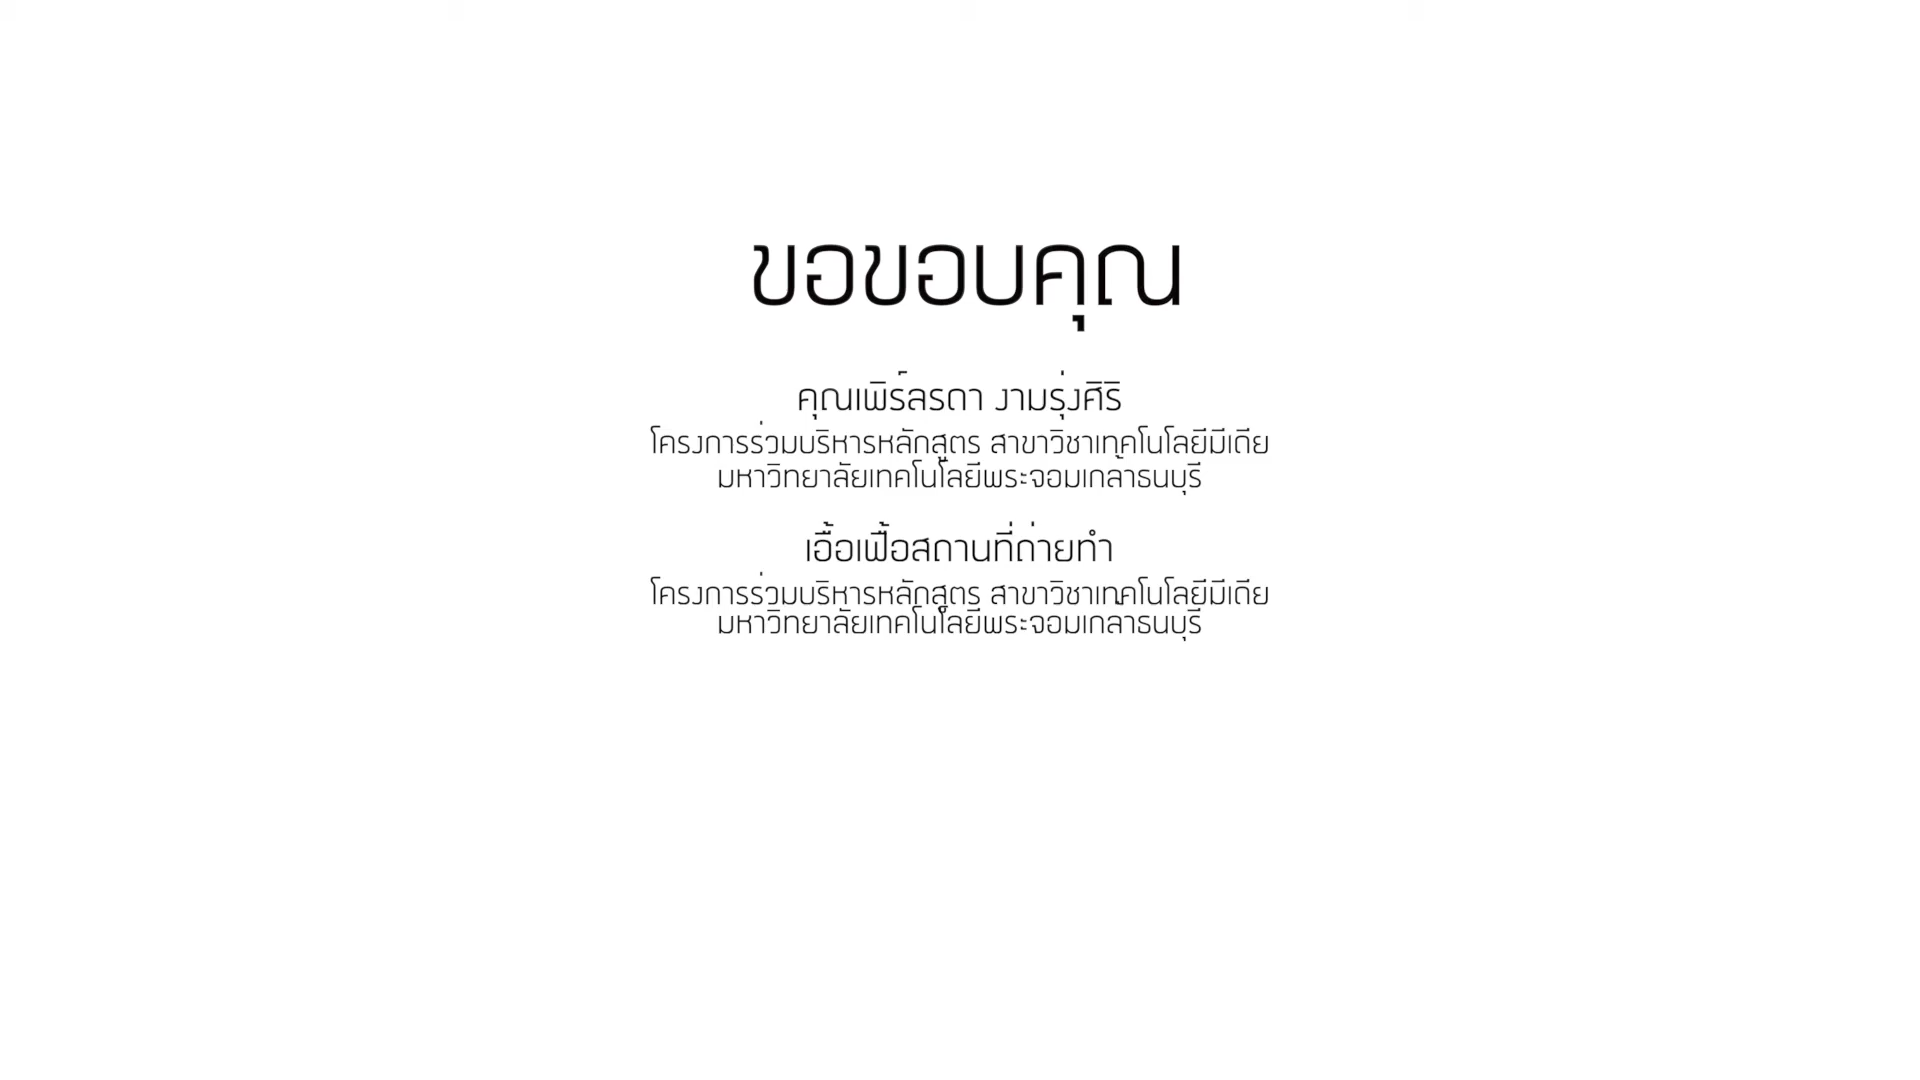 ขอขอบคุณ
คุณเพิร์ลรดา งามรุ่งศิริ
โครงการร่วมบริหารหลักสูตร สาขาวิชาเทคโนโลยีมีเดีย
มหาวิทยาลัยเทคโนโลยีพระจอมเกล้าธนบุรี
เอื้อเฟื้อสถานที่ถ่ายทำ
โครงการร่วมบริหารหลักสูตร สาขาวิชาเทคโนโลยีมีเดีย
มหาวิทยาลัยเทคโนโลยีพระจอมเกล้าธนบุรี